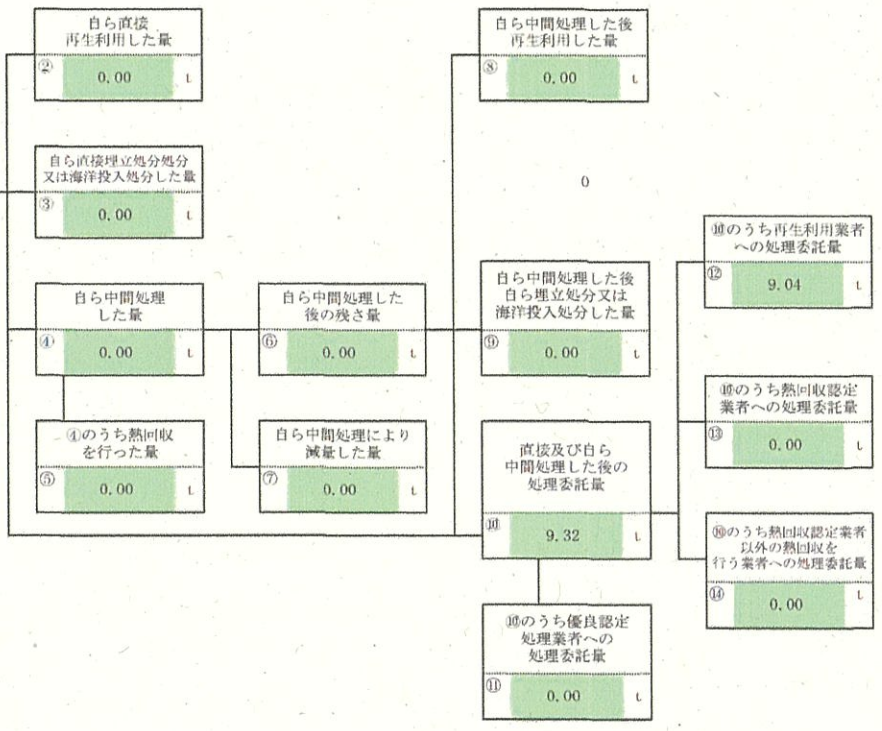 自ら直接
再生利用した量
② 0.00 t
自ら直接埋立処分処分
又は海洋投入処分した量
③ 0.00 t
自ら中間処理
した量
④ 0.00 t
④のうち熱回収
を行った量
⑤ 0.00 t
自ら中間処理した
後の残さ量
⑥ 0.00 t
自ら中間処理により
減量した量
⑦ 0.00 t
自ら中間処理した後
再生利用した量
⑧ 0.00 t
0
自ら中間処理した後
自ら埋立処分又は
海洋投入処分した量
⑨ 0.00 t
直接及び自ら
中間処理した後の
処理委託量
⑩ 9.32 t
⑩のうち優良認定
処理業者への
処理委託量
⑪ 0.00 t
⑩のうち再生利用業者
への処理委託量
⑫ 9.04 t
⑩のうち熱回収認定
業者への処理委託量
⑬ 0.00 t
⑩のうち熱回収認定業者
以外の熱回収を
行う業者への処理委託量
⑭ 0.00 t